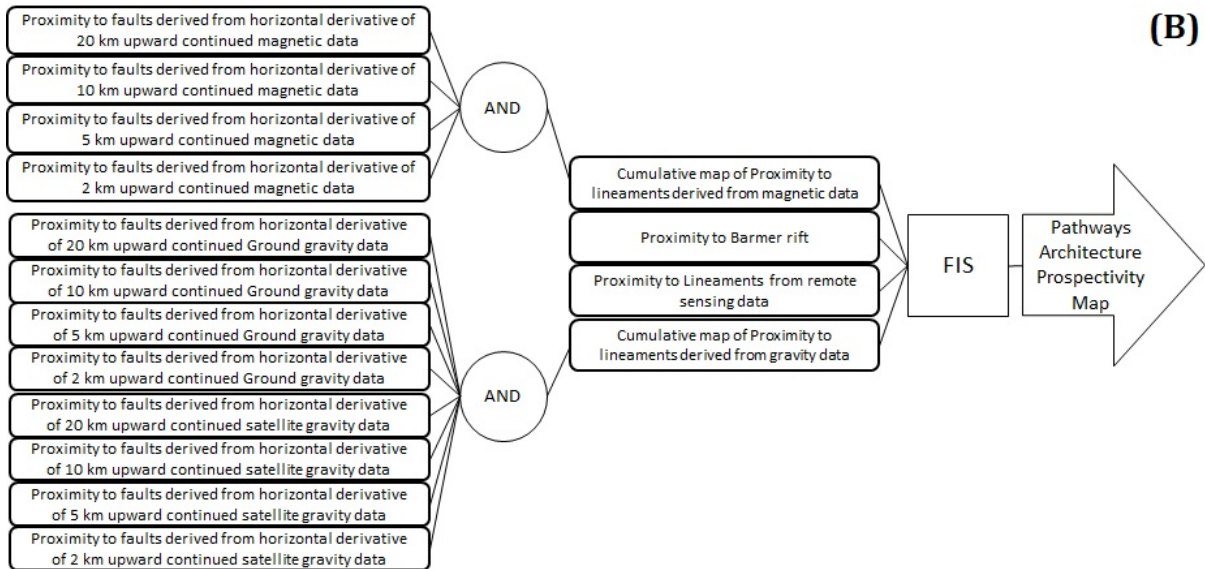 (B)
Proximity to faults derived from horizontal derivative of
20 km upward continued magnetic data
Proximity to faults derived from horizontal derivative of
10 km upward continued magnetic data
Proximity to faults derived from horizontal derivative of
5 km upward continued magnetic data
Proximity to faults derived from horizontal derivative of
2 km upward continued magnetic data
AND
Proximity to faults derived from horizontal derivative
of 20 km upward continued Ground gravity data
Proximity to faults derived from horizontal derivative
of 10 km upward continued Ground gravity data
Proximity to faults derived from horizontal derivative
of 5 km upward continued Ground gravity data
Proximity to faults derived from horizontal derivative
of 2 km upward continued Ground gravity data
Proximity to faults derived from horizontal derivative
of 20 km upward continued satellite gravity data
Proximity to faults derived from horizontal derivative
of 10 km upward continued satellite gravity data
Proximity to faults derived from horizontal derivative
of 5 km upward continued satellite gravity data
Proximity to faults derived from horizontal derivative
of 2 km upward continued satellite gravity data
AND
Cumulative map of Proximity to
lineaments derived from magnetic data
Proximity to Barmer rift
Proximity to Lineaments from remote
sensing data
Cumulative map of Proximity to
lineaments derived from gravity data
FIS
Pathways
Architecture
Prospectivity
Map